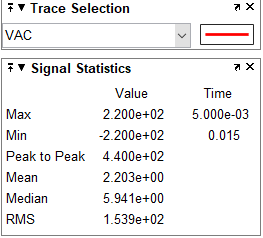 Trace Selection
VAC
Signal Statistics
Value Time
Max 2.200e+02 5.000e-03
Min -2.200e+02 0.015
Peak to Peak 4.400e+02
Mean 2.203e+00
Median 5.941e+00
RMS 1.539e+02